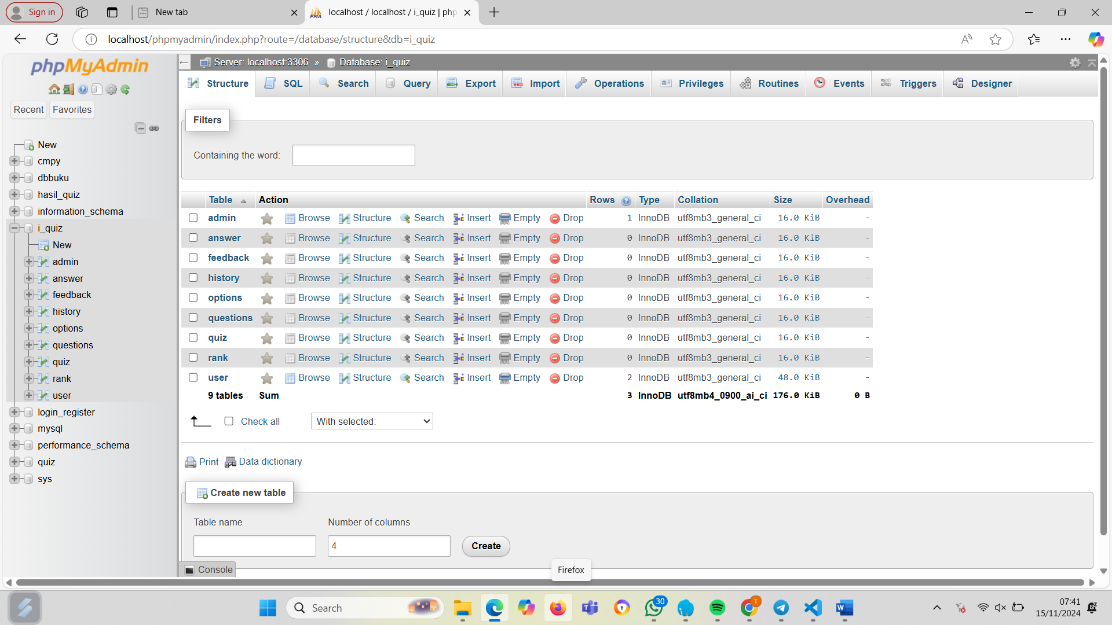 Sign in
New tab
localhost / localhost / i_quiz | php
localhost/phpmyadmin/index.php?route=/database/structure&db=i_quiz
phpMyAdmin
Recent Favorites
New
cmpy
dbbuku
hasil_quiz
information_schema
i_quiz
New
admin
answer
feedback
history
options
questions
quiz
rank
user
login_register
mysql
performance_schema
quiz
sys
Server: localhost:3306 » Database: i_quiz
Structure SQL Search Query Export Import Operations Privileges Routines Events Triggers Designer
Filters
Containing the word:
Table Action Rows Type Collation Size Overhead
admin Browse Structure Search Insert Empty Drop 1 InnoDB utf8mb3_general_ci 16.0 KiB -
answer Browse Structure Search Insert Empty Drop 0 InnoDB utf8mb3_general_ci 16.0 KiB -
feedback Browse Structure Search Insert Empty Drop 0 InnoDB utf8mb3_general_ci 16.0 KiB -
history Browse Structure Search Insert Empty Drop 0 InnoDB utf8mb3_general_ci 16.0 KiB -
options Browse Structure Search Insert Empty Drop 0 InnoDB utf8mb3_general_ci 16.0 KiB -
questions Browse Structure Search Insert Empty Drop 0 InnoDB utf8mb3_general_ci 16.0 KiB -
quiz Browse Structure Search Insert Empty Drop 0 InnoDB utf8mb3_general_ci 16.0 KiB -
rank Browse Structure Search Insert Empty Drop 0 InnoDB utf8mb3_general_ci 16.0 KiB -
user Browse Structure Search Insert Empty Drop 2 InnoDB utf8mb3_general_ci 48.0 KiB -
9 tables Sum 3 InnoDB utf8mb4_0900_ai_ci 176.0 KiB 0 B
Check all With selected:
Print Data dictionary
Create new table
Table name Number of columns
4 Create
Console
Firefox
Search
30
1
07:41
15/11/2024